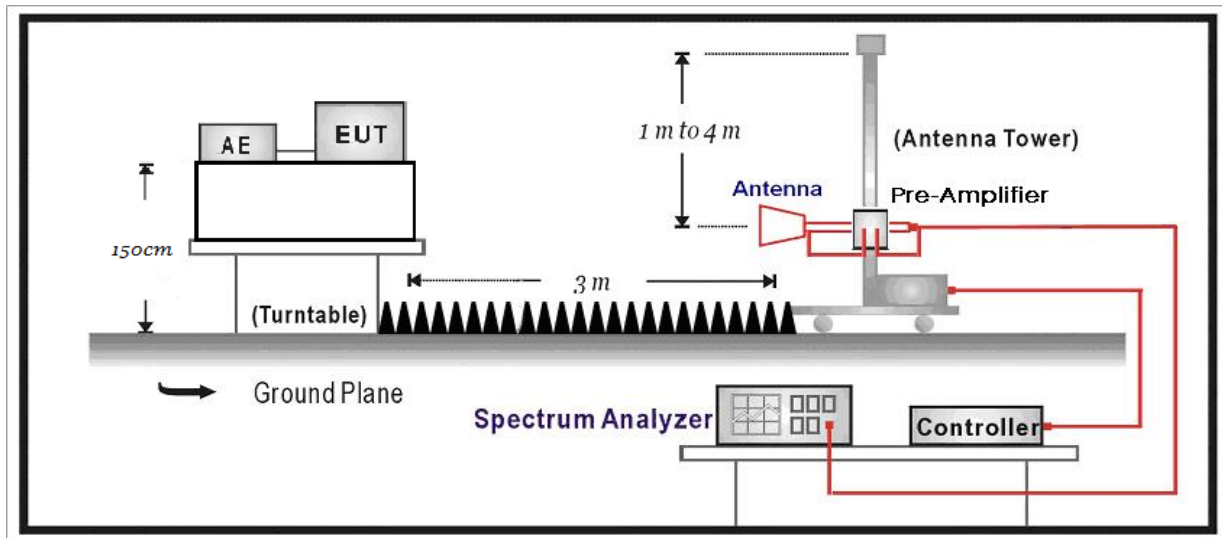 AE
EUT
150cm
(Turntable)
3 m
1 m to 4 m
(Antenna Tower)
Antenna
Pre-Amplifier
Ground Plane
Spectrum Analyzer
Controller